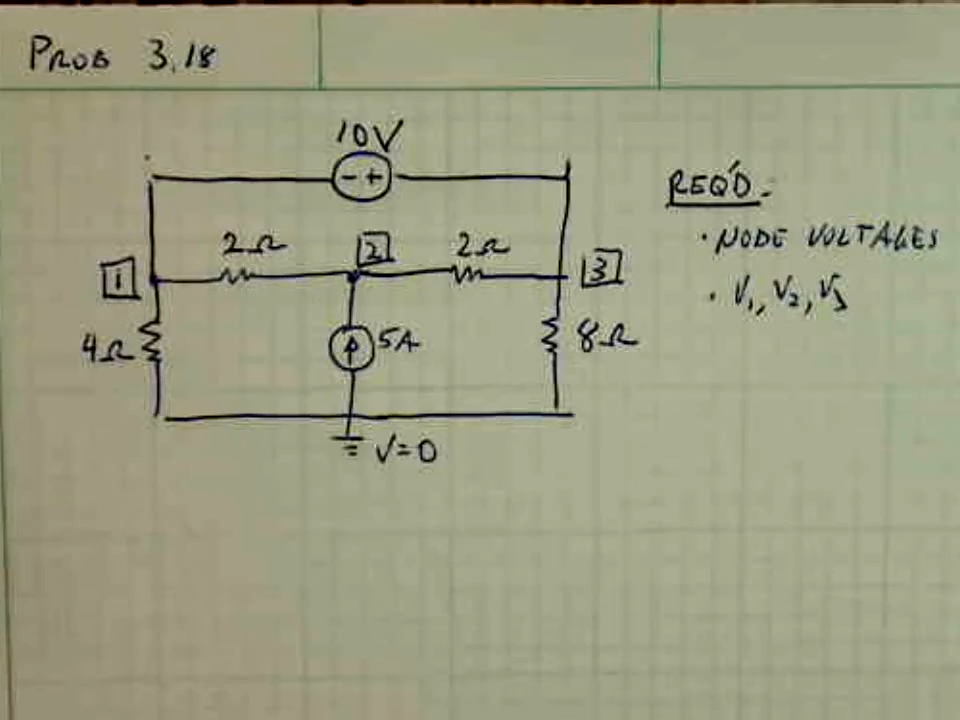 PROB 3.18
10V
- +
REQ'D.
· NODE VOLTAGES
2Ω 2 2Ω
1 3
· V₁, V₂, V₃
4Ω 5A 8Ω
V=0